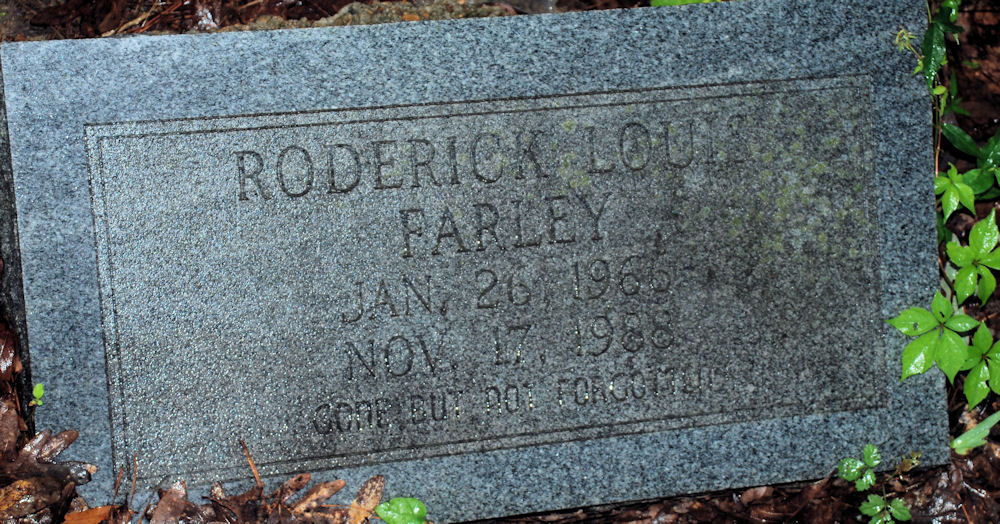 RODERICK LOUIS
FARLEY
JAN. 26, 1966
NOV. 17, 1988
GONE BUT NOT FORGOTTEN